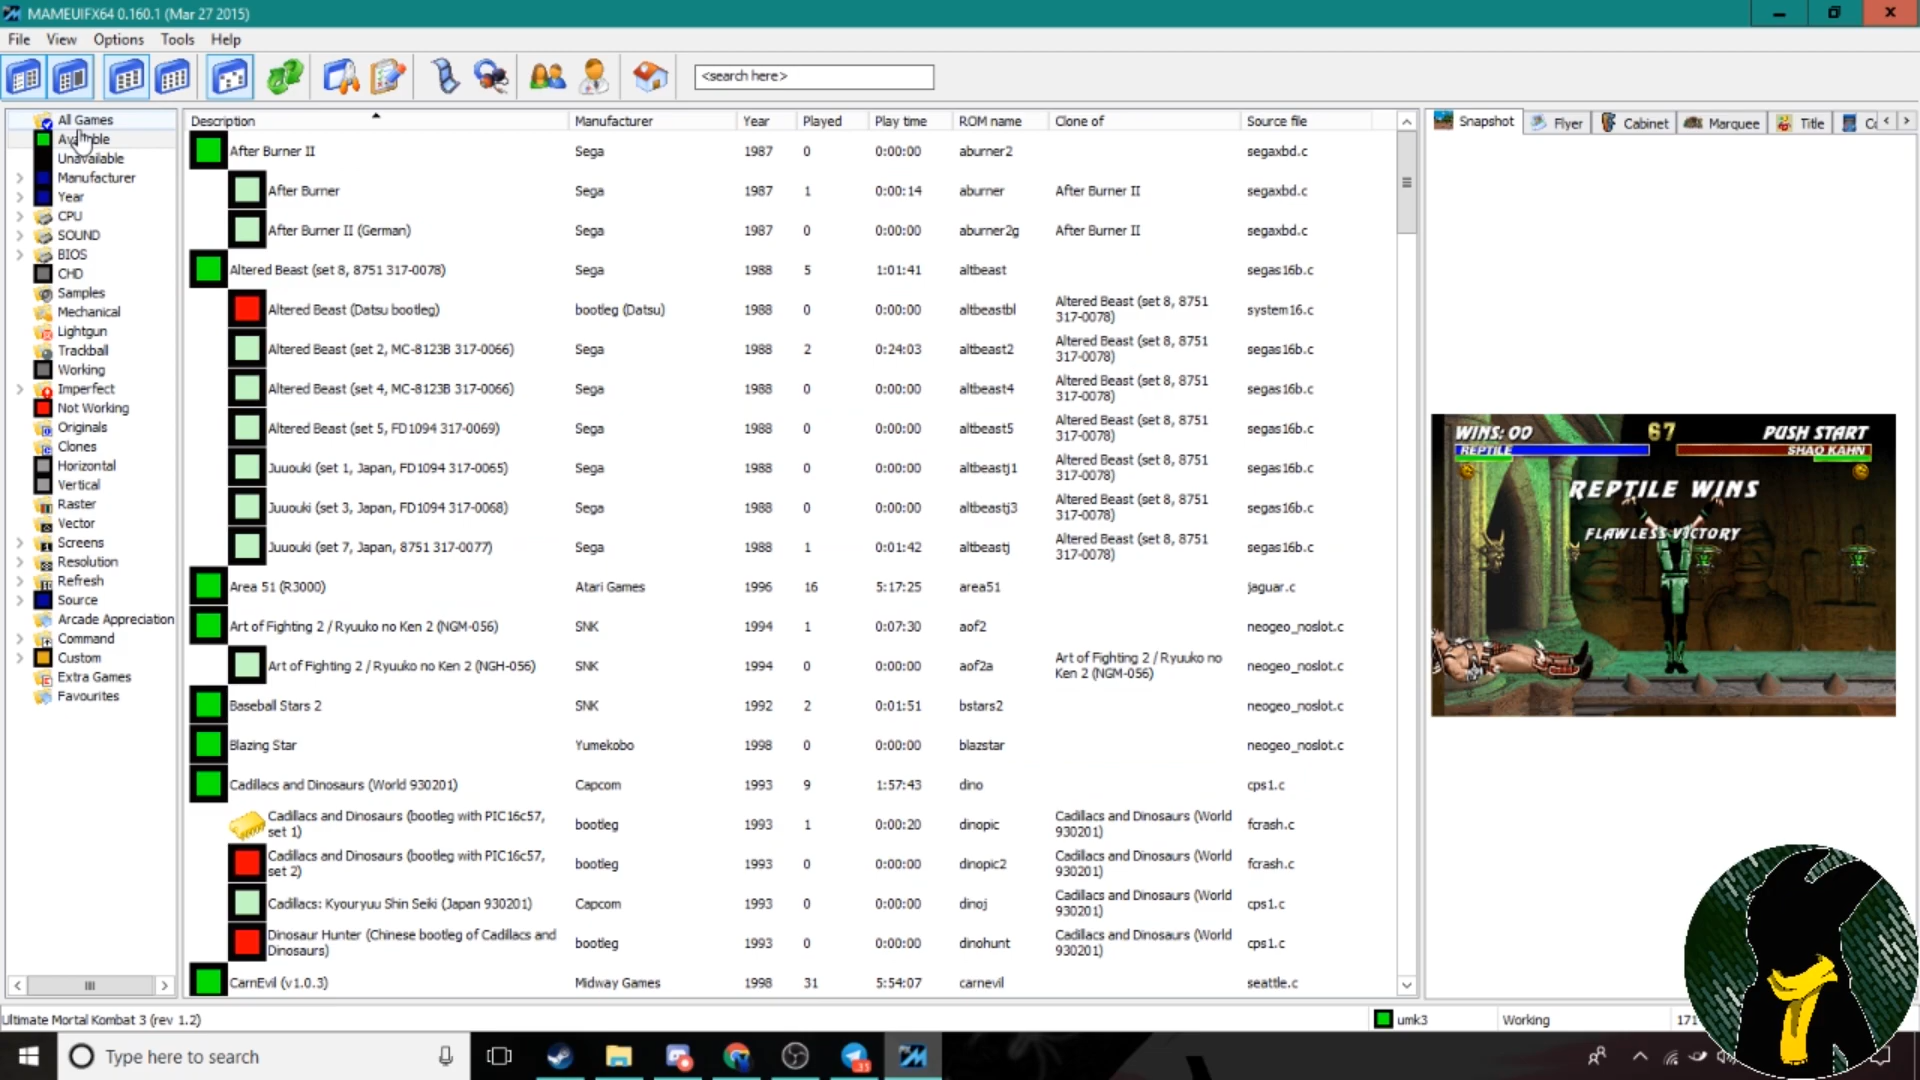 MAMEUIFX64 0.160.1 (Mar 27 2015)
File View Options Tools Help
<search here>
All Games
Available
Unavailable
Manufacturer
Year
CPU
SOUND
BIOS
CHD
Samples
Mechanical
Lightgun
Trackball
Working
Imperfect
Not Working
Originals
Clones
Horizontal
Vertical
Raster
Vector
Screens
Resolution
Refresh
Source
Arcade Appreciation
Command
Custom
Extra Games
Favourites
Description Manufacturer Year Played Play time ROM name Clone of Source file
After Burner II Sega 1987 0 0:00:00 aburner2 segaxbd.c
After Burner Sega 1987 1 0:00:14 aburner After Burner II segaxbd.c
After Burner II (German) Sega 1987 0 0:00:00 aburner2g After Burner II segaxbd.c
Altered Beast (set 8, 8751 317-0078) Sega 1988 5 1:01:41 altbeast segas16b.c
Altered Beast (Datsu bootleg) bootleg (Datsu) 1988 0 0:00:00 altbeastbl Altered Beast (set 8, 8751 317-0078) system16.c
Altered Beast (set 2, MC-8123B 317-0066) Sega 1988 2 0:24:03 altbeast2 Altered Beast (set 8, 8751 317-0078) segas16b.c
Altered Beast (set 4, MC-8123B 317-0066) Sega 1988 0 0:00:00 altbeast4 Altered Beast (set 8, 8751 317-0078) segas16b.c
Altered Beast (set 5, FD1094 317-0069) Sega 1988 0 0:00:00 altbeast5 Altered Beast (set 8, 8751 317-0078) segas16b.c
Juuouki (set 1, Japan, FD1094 317-0065) Sega 1988 0 0:00:00 altbeastj1 Altered Beast (set 8, 8751 317-0078) segas16b.c
Juuouki (set 3, Japan, FD1094 317-0068) Sega 1988 0 0:00:00 altbeastj3 Altered Beast (set 8, 8751 317-0078) segas16b.c
Juuouki (set 7, Japan, 8751 317-0077) Sega 1988 1 0:01:42 altbeastj Altered Beast (set 8, 8751 317-0078) segas16b.c
Area 51 (R3000) Atari Games 1996 16 5:17:25 area51 jaguar.c
Art of Fighting 2 / Ryuuko no Ken 2 (NGM-056) SNK 1994 1 0:07:30 aof2 neogeo_noslot.c
Art of Fighting 2 / Ryuuko no Ken 2 (NGH-056) SNK 1994 0 0:00:00 aof2a Art of Fighting 2 / Ryuuko no Ken 2 (NGM-056) neogeo_noslot.c
Baseball Stars 2 SNK 1992 2 0:01:51 bstars2 neogeo_noslot.c
Blazing Star Yumekobo 1998 0 0:00:00 blazstar neogeo_noslot.c
Cadillacs and Dinosaurs (World 930201) Capcom 1993 9 1:57:43 dino cps1.c
Cadillacs and Dinosaurs (bootleg with PIC16c57, set 1) bootleg 1993 1 0:00:20 dinopic Cadillacs and Dinosaurs (World 930201) fcrash.c
Cadillacs and Dinosaurs (bootleg with PIC16c57, set 2) bootleg 1993 0 0:00:00 dinopic2 Cadillacs and Dinosaurs (World 930201) fcrash.c
Cadillacs: Kyouryuu Shin Seiki (Japan 930201) Capcom 1993 0 0:00:00 dinoj Cadillacs and Dinosaurs (World 930201) cps1.c
Dinosaur Hunter (Chinese bootleg of Cadillacs and Dinosaurs) bootleg 1993 0 0:00:00 dinohunt Cadillacs and Dinosaurs (World 930201) cps1.c
CarnEvil (v1.0.3) Midway Games 1998 31 5:54:07 carnevil seattle.c
Snapshot Flyer Cabinet Marquee Title
WINS: 00 67 PUSH START
REPTILE SHAO KAHN
REPTILE WINS
FLAWLESS VICTORY
Ultimate Mortal Kombat 3 (rev 1.2) umk3 Working 171
Type here to search